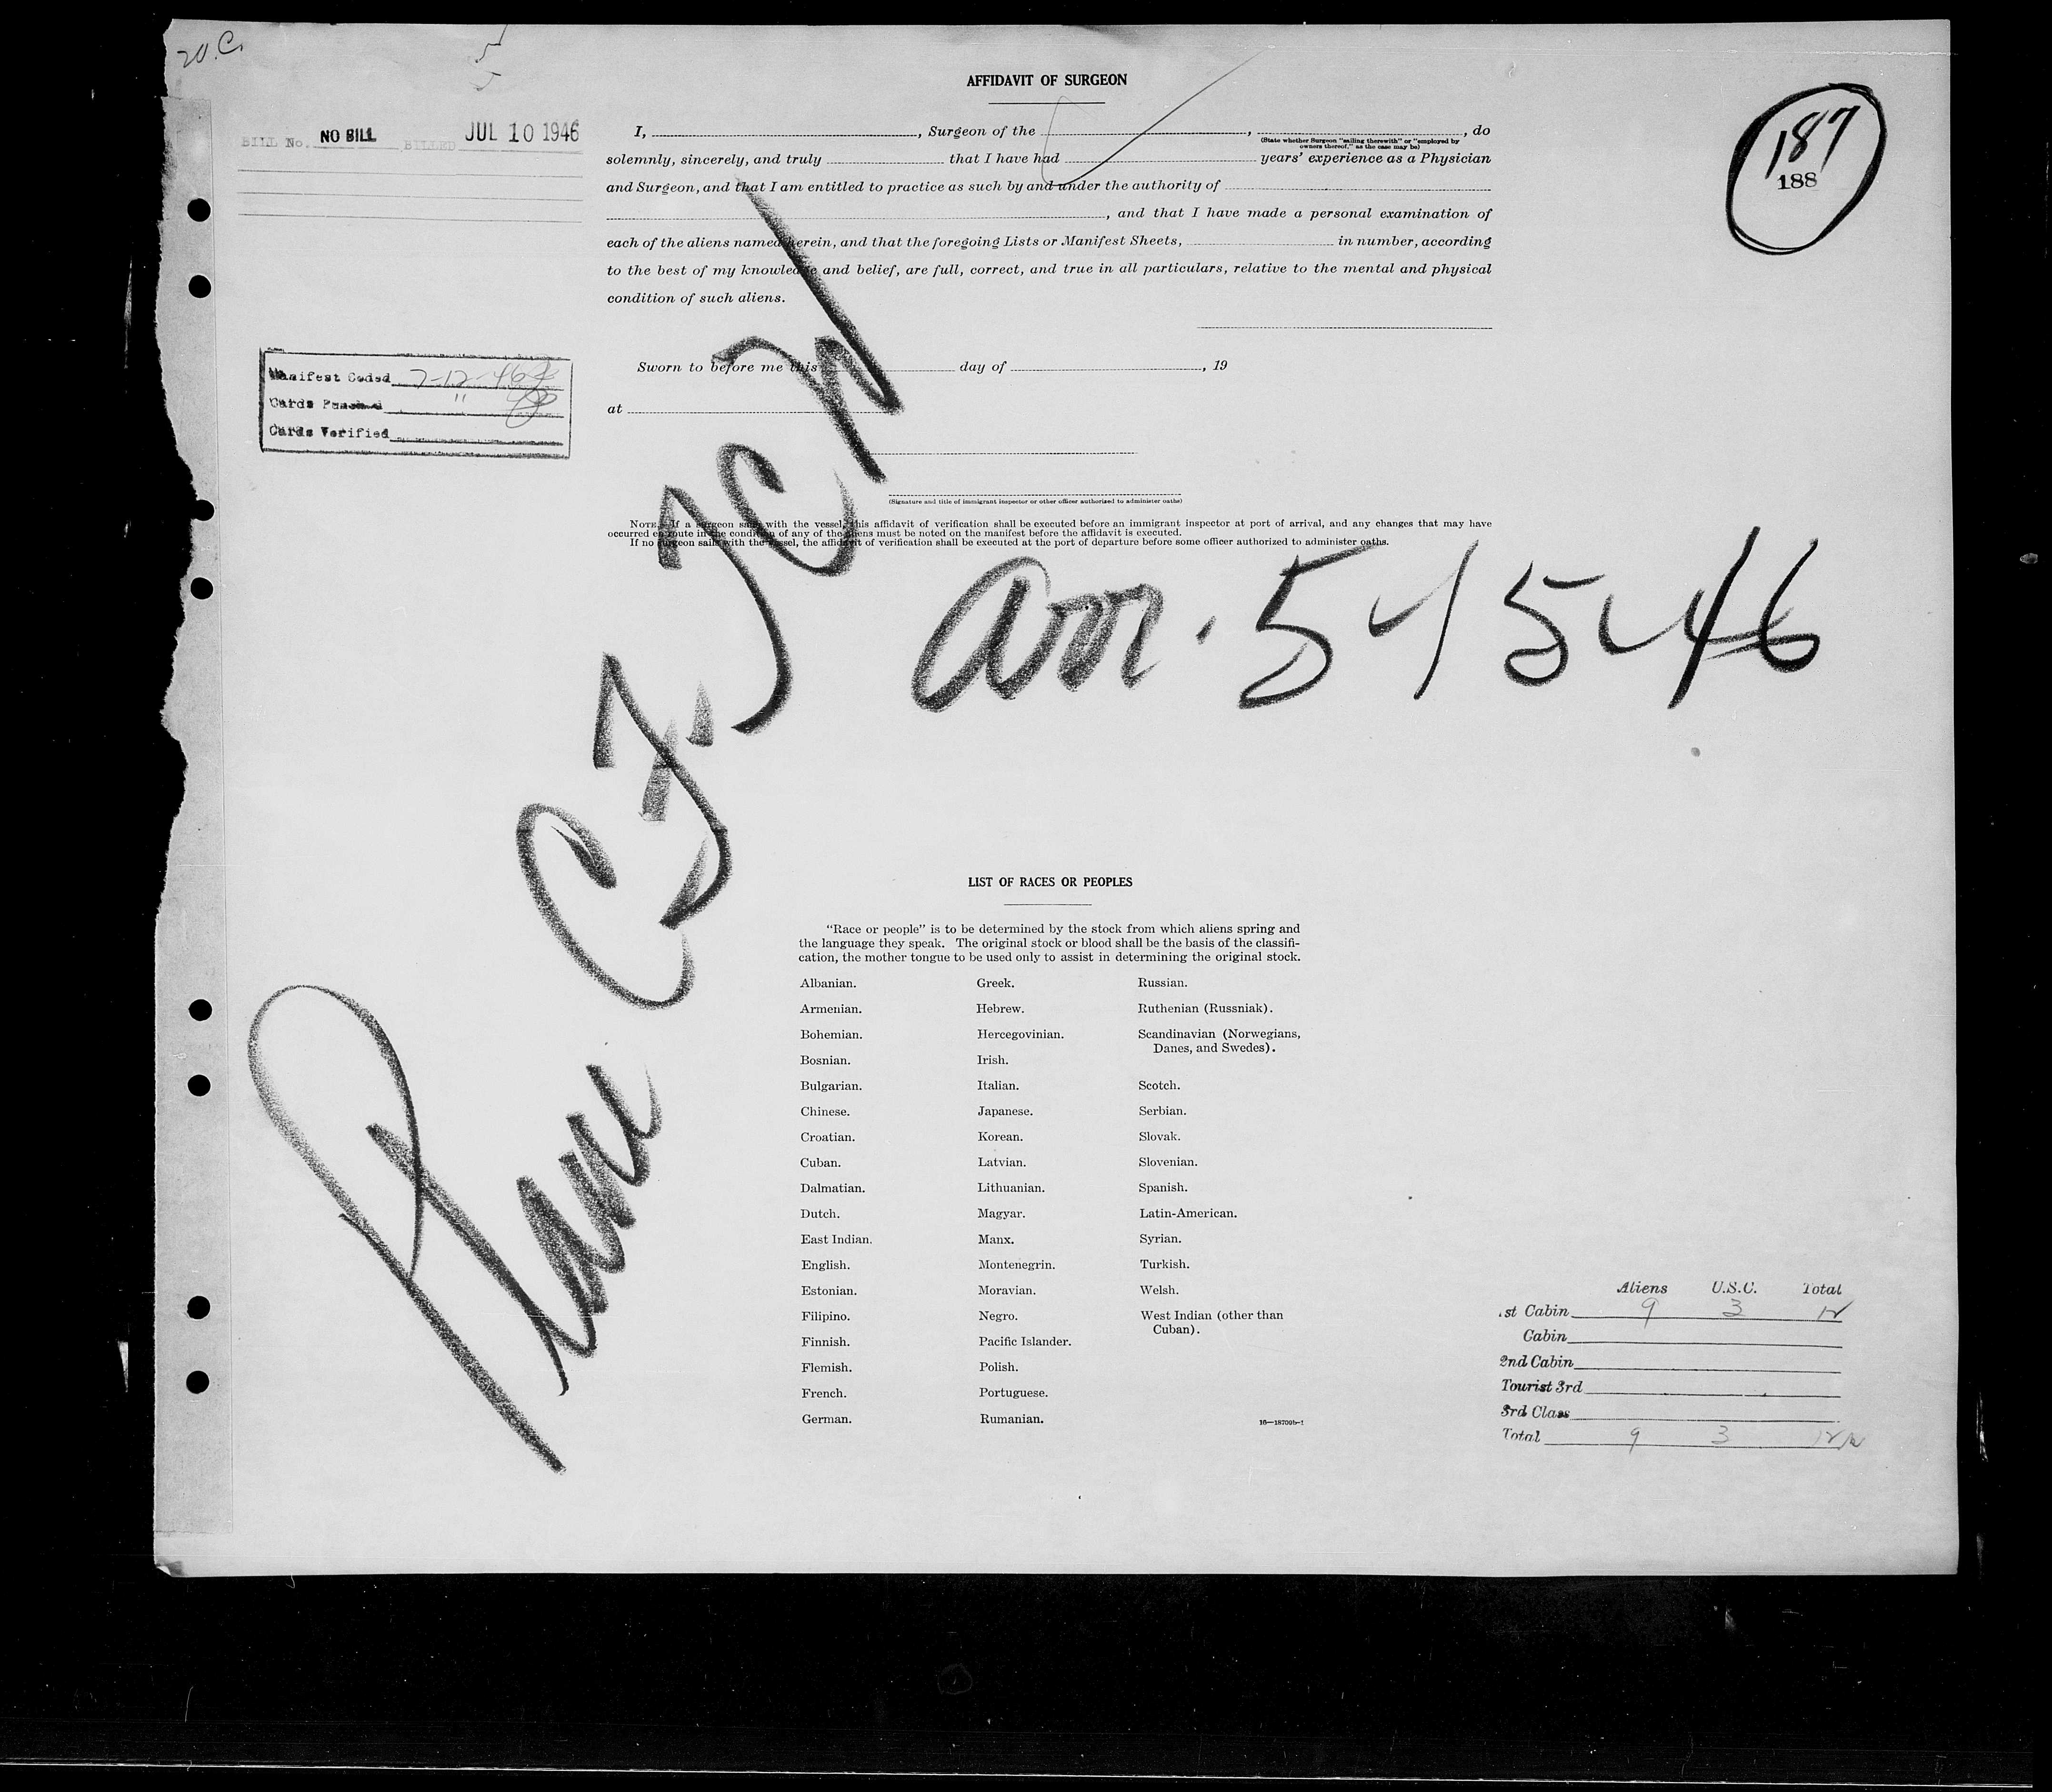 20.C.
BILL No. NO BILL BILLED JUL 10 1946
AFFIDAVIT OF SURGEON
187
188
I, , Surgeon of the , , do
(State whether Surgeon "sailing therewith" or "employed by
owners thereof," as the case may be)
solemnly, sincerely, and truly that I have had years' experience as a Physician
and Surgeon, and that I am entitled to practice as such by and under the authority of
, and that I have made a personal examination of
each of the aliens named herein, and that the foregoing Lists or Manifest Sheets, in number, according
to the best of my knowledge and belief, are full, correct, and true in all particulars, relative to the mental and physical
condition of such aliens.
Manifest Coded 7-12-46
Cards Punched "
Cards Verified
Sworn to before me this day of , 19
at
(Signature and title of immigrant inspector or other officer authorized to administer oaths)
NOTE.—If a surgeon sails with the vessel, this affidavit of verification shall be executed before an immigrant inspector at port of arrival, and any changes that may have
occurred en route in the condition of any of the aliens must be noted on the manifest before the affidavit is executed.
If no surgeon sails with the vessel, the affidavit of verification shall be executed at the port of departure before some officer authorized to administer oaths.
Plane CF-TCW
arr. 5-15-46
LIST OF RACES OR PEOPLES
"Race or people" is to be determined by the stock from which aliens spring and
the language they speak. The original stock or blood shall be the basis of the classifi-
cation, the mother tongue to be used only to assist in determining the original stock.
Albanian.
Armenian.
Bohemian.
Bosnian.
Bulgarian.
Chinese.
Croatian.
Cuban.
Dalmatian.
Dutch.
East Indian.
English.
Estonian.
Filipino.
Finnish.
Flemish.
French.
German.
Greek.
Hebrew.
Hercegovinian.
Irish.
Italian.
Japanese.
Korean.
Latvian.
Lithuanian.
Magyar.
Manx.
Montenegrin.
Moravian.
Negro.
Pacific Islander.
Polish.
Portuguese.
Rumanian.
Russian.
Ruthenian (Russniak).
Scandinavian (Norwegians,
Danes, and Swedes).
Scotch.
Serbian.
Slovak.
Slovenian.
Spanish.
Latin-American.
Syrian.
Turkish.
Welsh.
West Indian (other than
Cuban).
16—18709b-1
Aliens U.S.C. Total
1st Cabin 9 3 12
Cabin
2nd Cabin
Tourist 3rd
3rd Class
Total 9 3 12